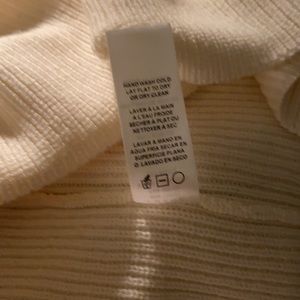 HAND WASH COLD
LAY FLAT TO DRY
OR DRY CLEAN
LAVER A LA MAIN
A L'EAU FROIDE
SECHER A PLAT OU
NETTOYER A SEC
LAVAR A MANO EN
AGUA FRIA SECAR EN
SUPERFICIE PLANA
O. LAVADO EN SECO